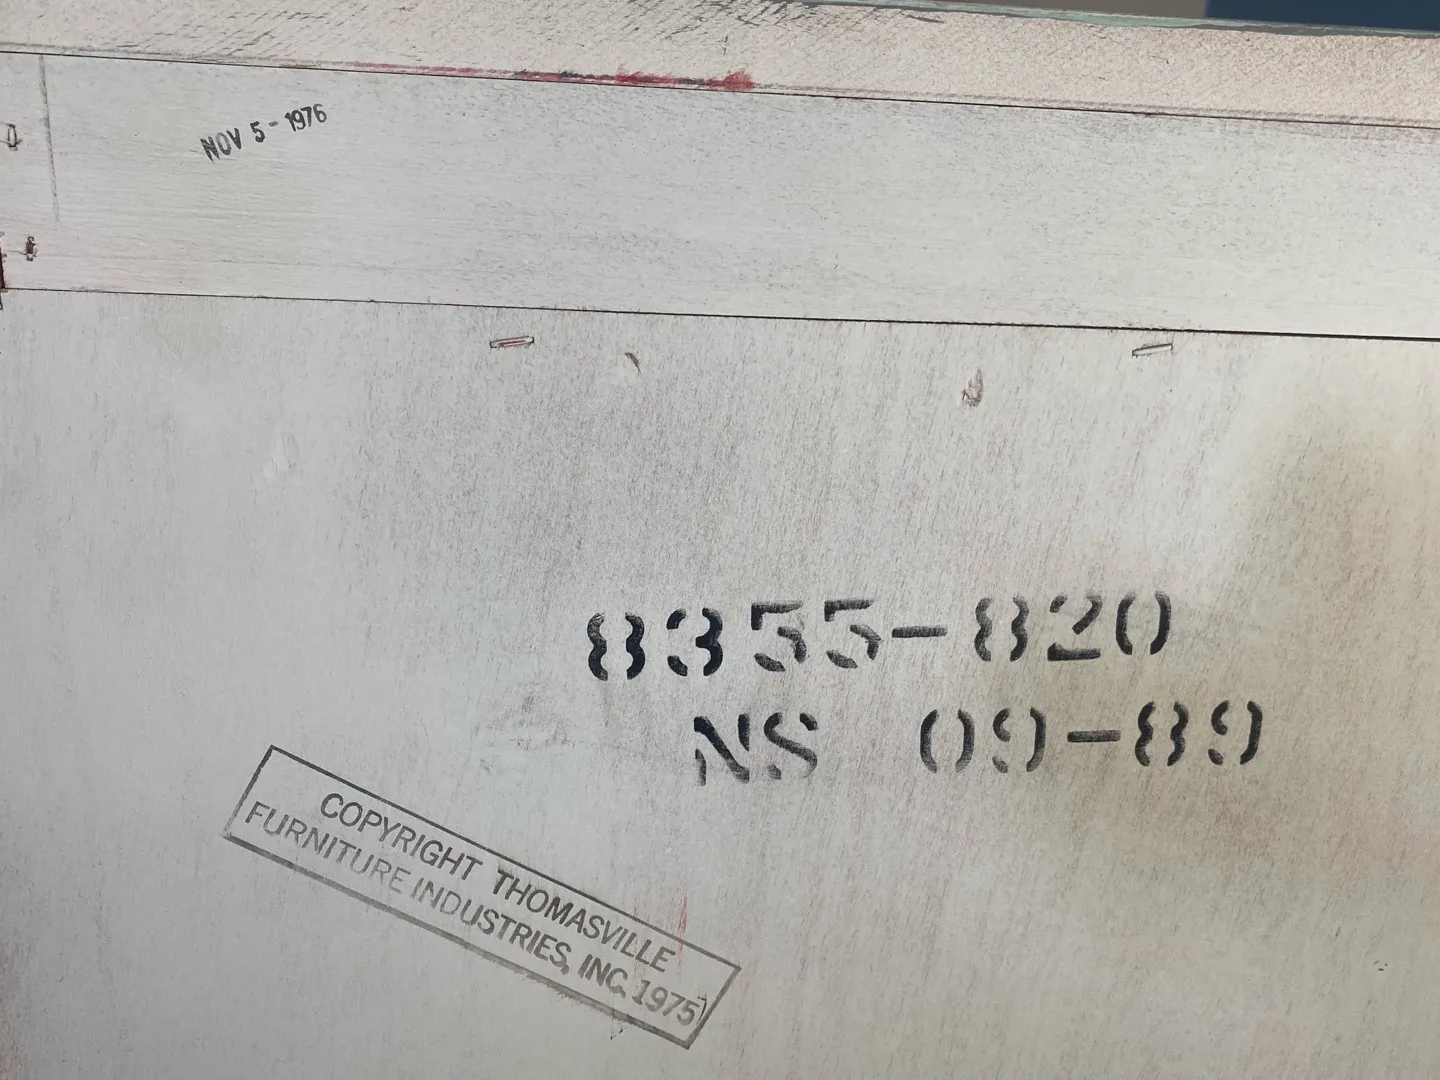 NOV 5-1976
8355-820
NS 09-89
COPYRIGHT THOMASVILLE
FURNITURE INDUSTRIES, INC. 1975